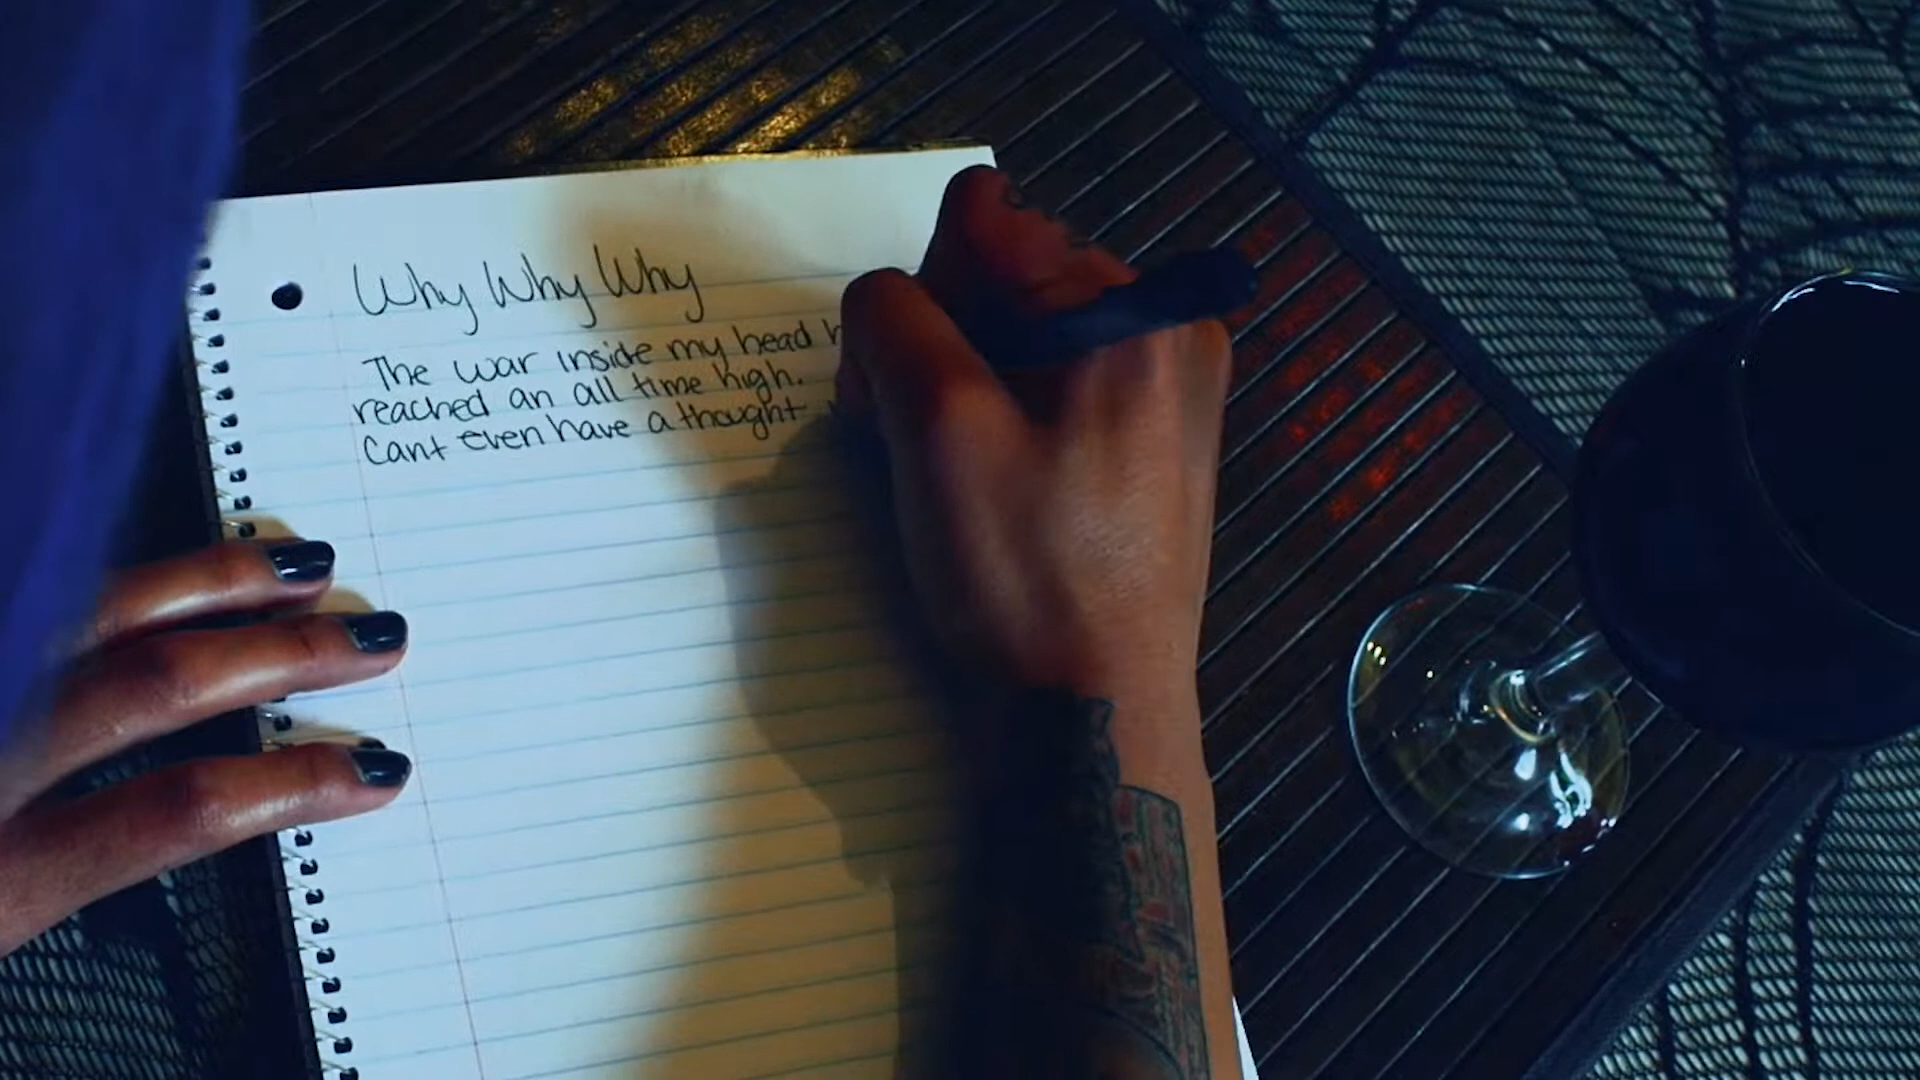 Why Why Why
The war inside my head
reached an all time high.
Cant even have a thought